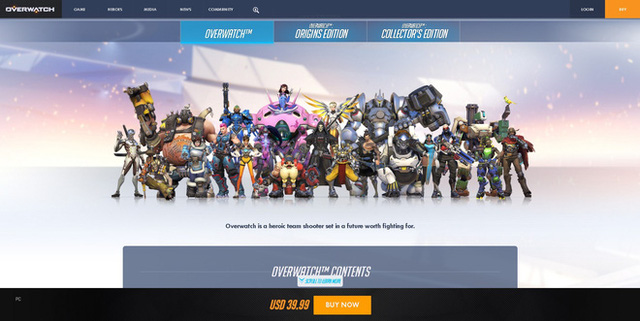 OVERWATCH
GAME HEROES MEDIA NEWS COMMUNITY
LOGIN
BUY
OVERWATCH™
OVERWATCH™
ORIGINS EDITION
OVERWATCH™
COLLECTOR'S EDITION
Overwatch is a heroic team shooter set in a future worth fighting for.
OVERWATCH™ CONTENTS
SCROLL TO LEARN MORE
PC
USD 39.99
BUY NOW